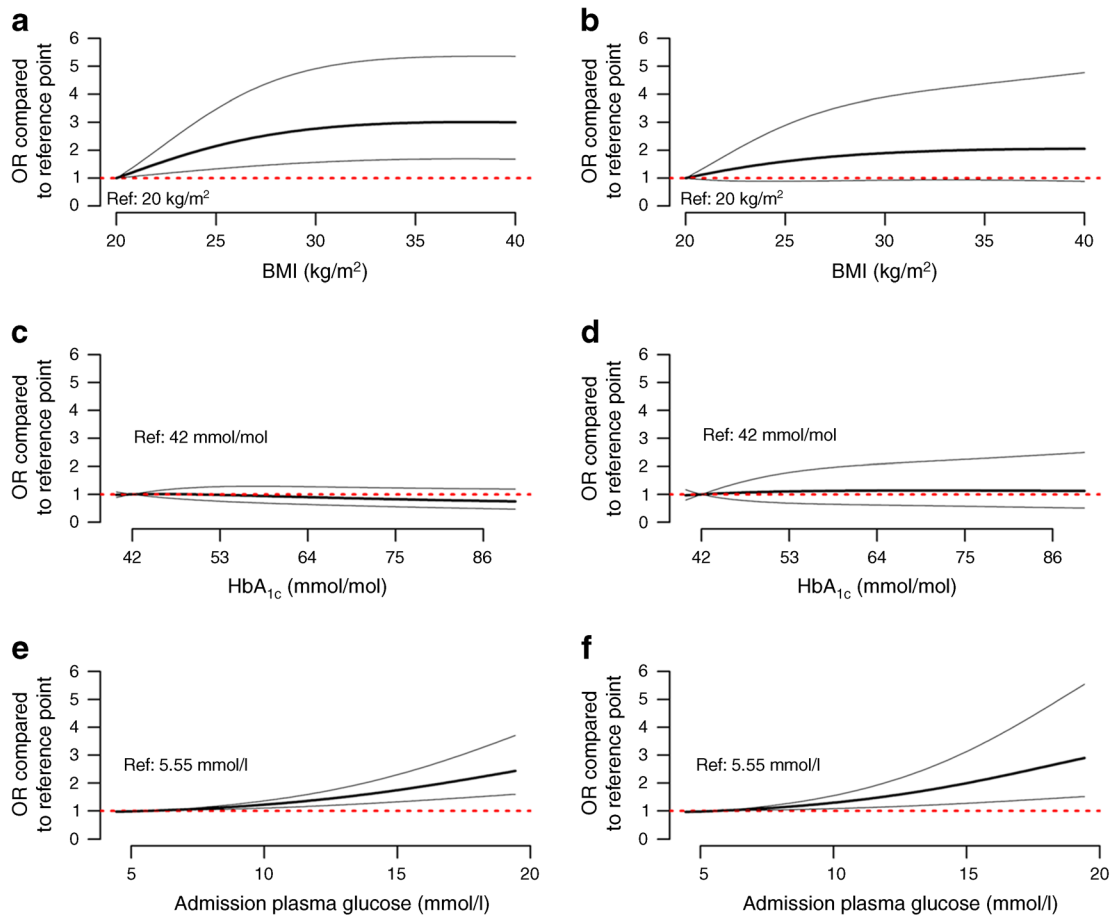 a
OR compared
to reference point
6
5
4
3
2
1
0
Ref: 20 kg/m²
20 25 30 35 40
BMI (kg/m²)
b
OR compared
to reference point
6
5
4
3
2
1
0
Ref: 20 kg/m²
20 25 30 35 40
BMI (kg/m²)
c
OR compared
to reference point
6
5
4
3
2
1
0
Ref: 42 mmol/mol
42 53 64 75 86
HbA₁c (mmol/mol)
d
OR compared
to reference point
6
5
4
3
2
1
0
Ref: 42 mmol/mol
42 53 64 75 86
HbA₁c (mmol/mol)
e
OR compared
to reference point
6
5
4
3
2
1
0
Ref: 5.55 mmol/l
5 10 15 20
Admission plasma glucose (mmol/l)
f
OR compared
to reference point
6
5
4
3
2
1
0
Ref: 5.55 mmol/l
5 10 15 20
Admission plasma glucose (mmol/l)